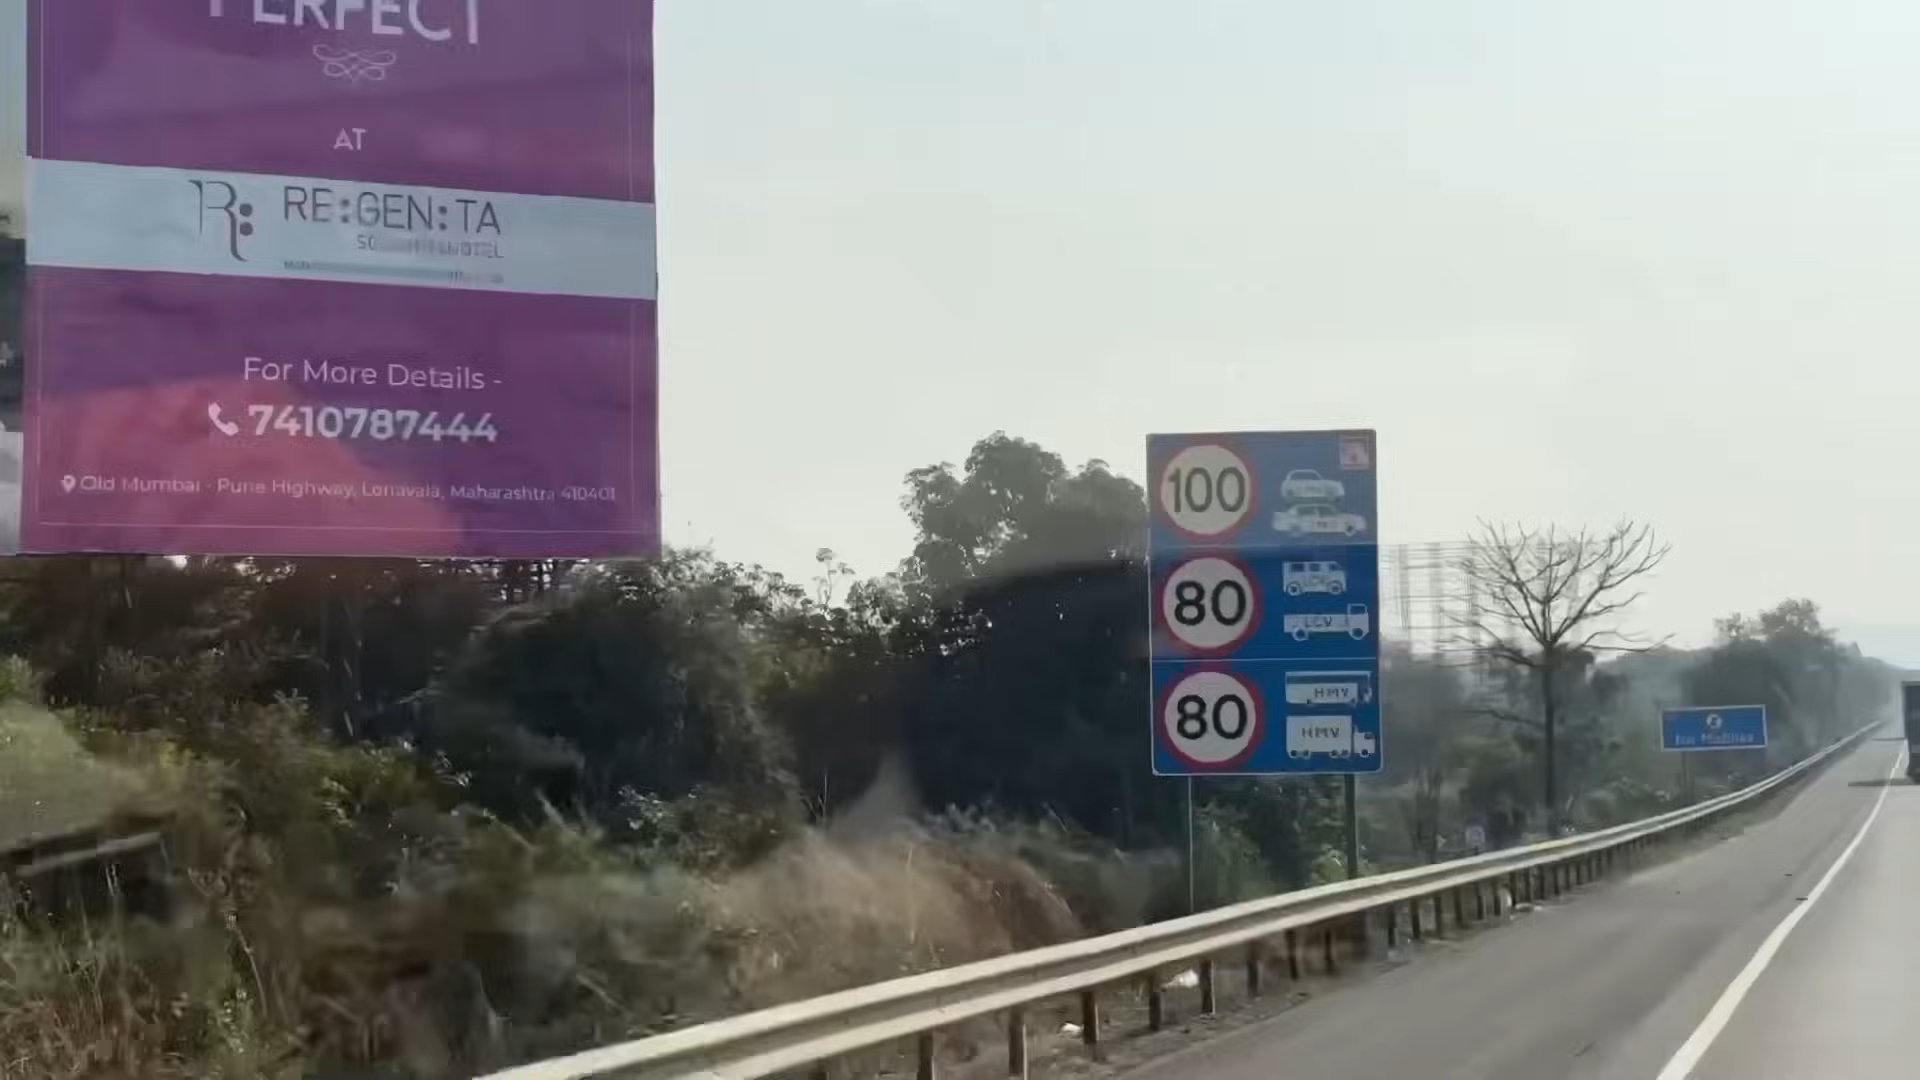 PERFECT
AT
R:
RE:GEN:TA
For More Details -
7410787444
Old Mumbai - Pune Highway, Lonavala, Maharashtra 410401
100
80
LCV
80
HMV
HMV